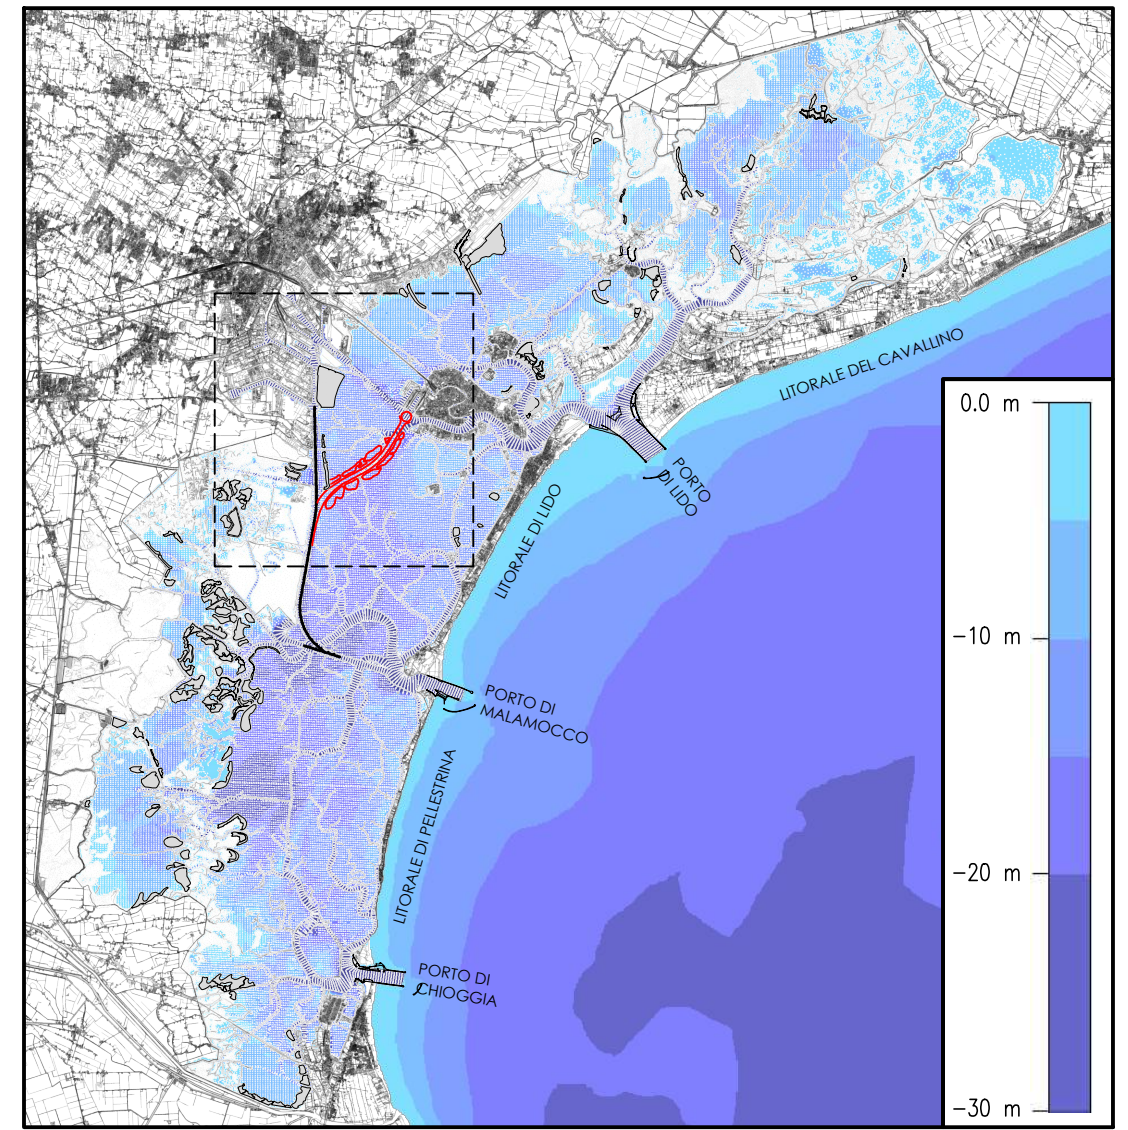 LITORALE DEL CAVALLINO
0.0 m
PORTO
DI LIDO
LITORALE DI LIDO
-10 m
PORTO DI
MALAMOCCO
LITORALE DI PELLESTRINA
-20 m
PORTO DI
CHIOGGIA
-30 m